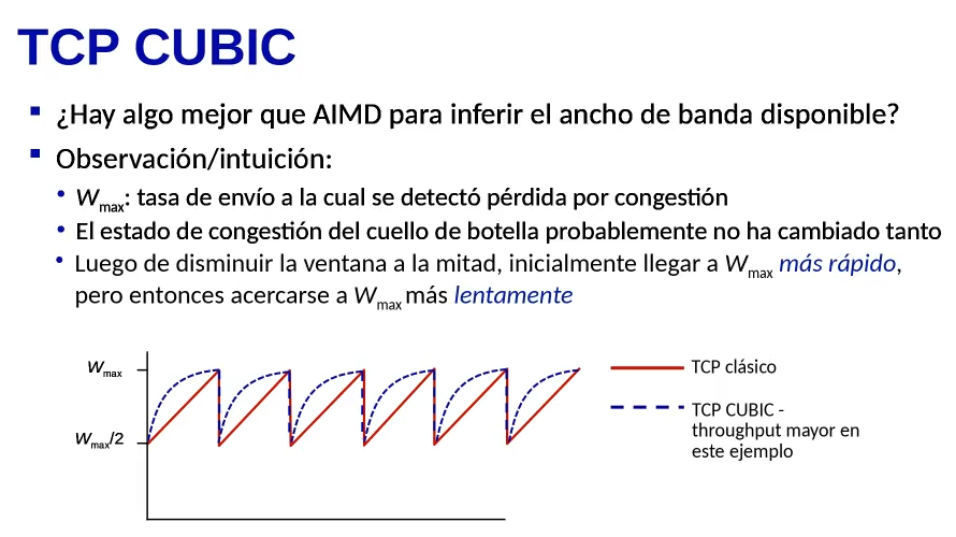 TCP CUBIC
¿Hay algo mejor que AIMD para inferir el ancho de banda disponible?
Observación/intuición:
Wmax: tasa de envío a la cual se detectó pérdida por congestión
El estado de congestión del cuello de botella probablemente no ha cambiado tanto
Luego de disminuir la ventana a la mitad, inicialmente llegar a Wmax más rápido,
pero entonces acercarse a Wmax más lentamente
Wmax
Wmax/2
TCP clásico
TCP CUBIC -
throughput mayor en
este ejemplo